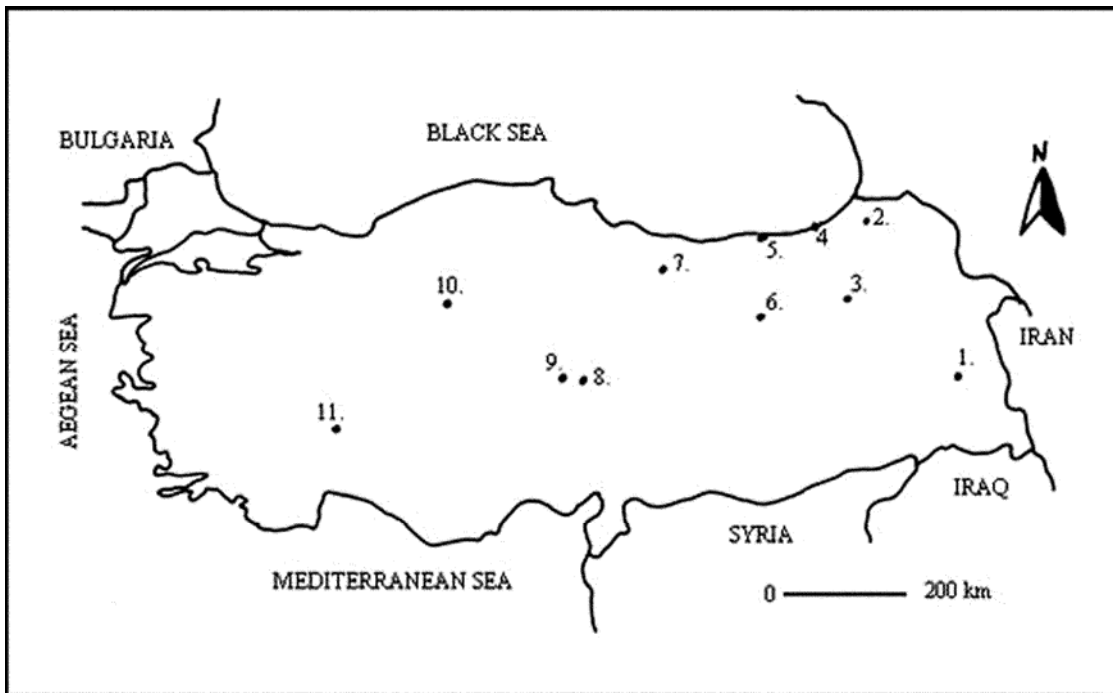 BULGARIA
BLACK SEA
N
2.
4
5.
7.
3.
10.
6.
IRAN
AEGEAN SEA
1.
9.
8.
11.
IRAQ
SYRIA
MEDITERRANEAN SEA
0
200 km